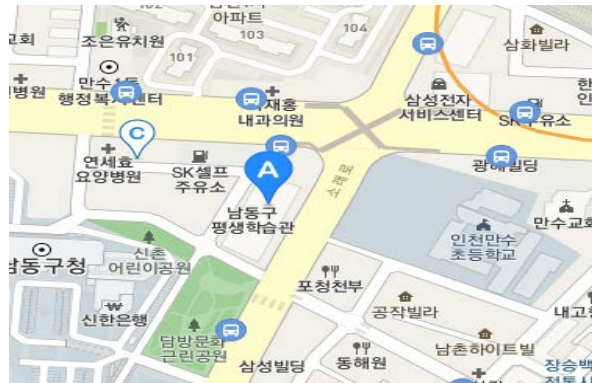 아파트
101
102
103
104
조은유치원
교회
만수1동
행정복지센터
재홍
내과의원
삼성전자
서비스센터
삼화빌라
SK주유소
C
연세효
요양병원
SK셀프
주유소
A
남동구
평생학습관
소래로
광해빌딩
인천만수
초등학교
만수교회
신촌
어린이공원
남동구청
신한은행
담방문화
근린공원
포청천부
공작빌라
동해원
남촌하이트빌
삼성빌딩
장승백